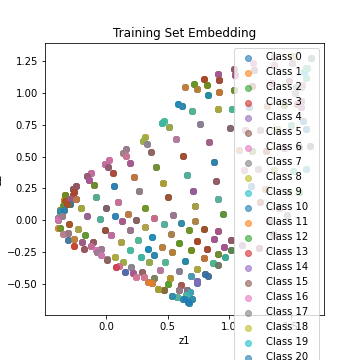 Training Set Embedding
1.25
1.00
0.75
0.50
0.25
0.00
−0.25
−0.50
0.0
0.5
z1
Class 0
Class 1
Class 2
Class 3
Class 4
Class 5
Class 6
Class 7
Class 8
Class 9
Class 10
Class 11
Class 12
Class 13
Class 14
Class 15
Class 16
Class 17
Class 18
Class 19
Class 20